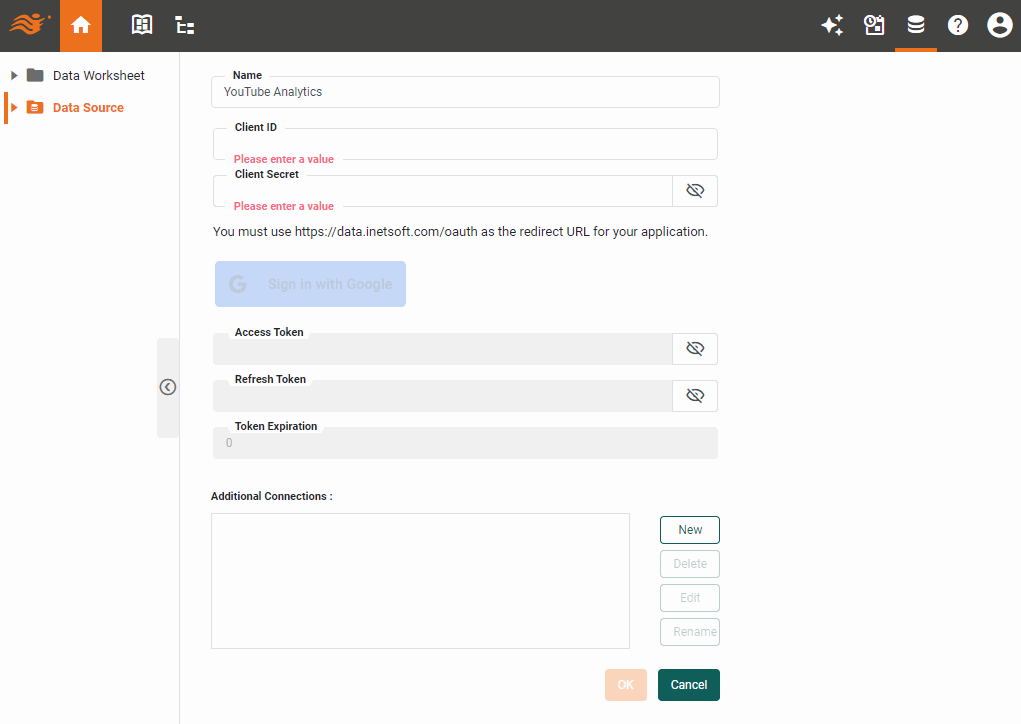 Data Worksheet
Data Source
Name
YouTube Analytics
Client ID
Please enter a value
Client Secret
Please enter a value
You must use https://data.inetsoft.com/oauth as the redirect URL for your application.
G Sign in with Google
Access Token
Refresh Token
Token Expiration
0
Additional Connections :
New
Delete
Edit
Rename
OK
Cancel